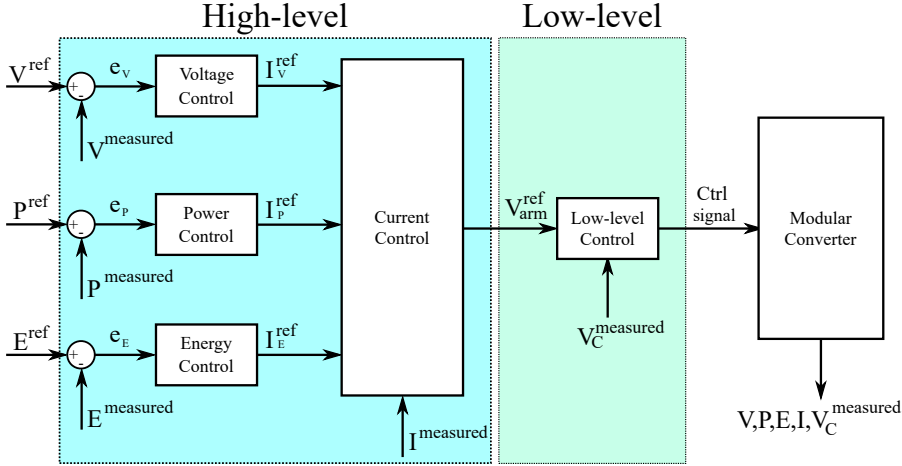 High-level
Low-level
V^ref
+
-
e_V
Voltage
Control
I_V^ref
V^measured
P^ref
+
-
e_P
Power
Control
I_P^ref
P^measured
E^ref
+
-
e_E
Energy
Control
I_E^ref
E^measured
Current
Control
I^measured
V_arm^ref
Low-level
Control
V_C^measured
Ctrl
signal
Modular
Converter
V,P,E,I,V_C^measured